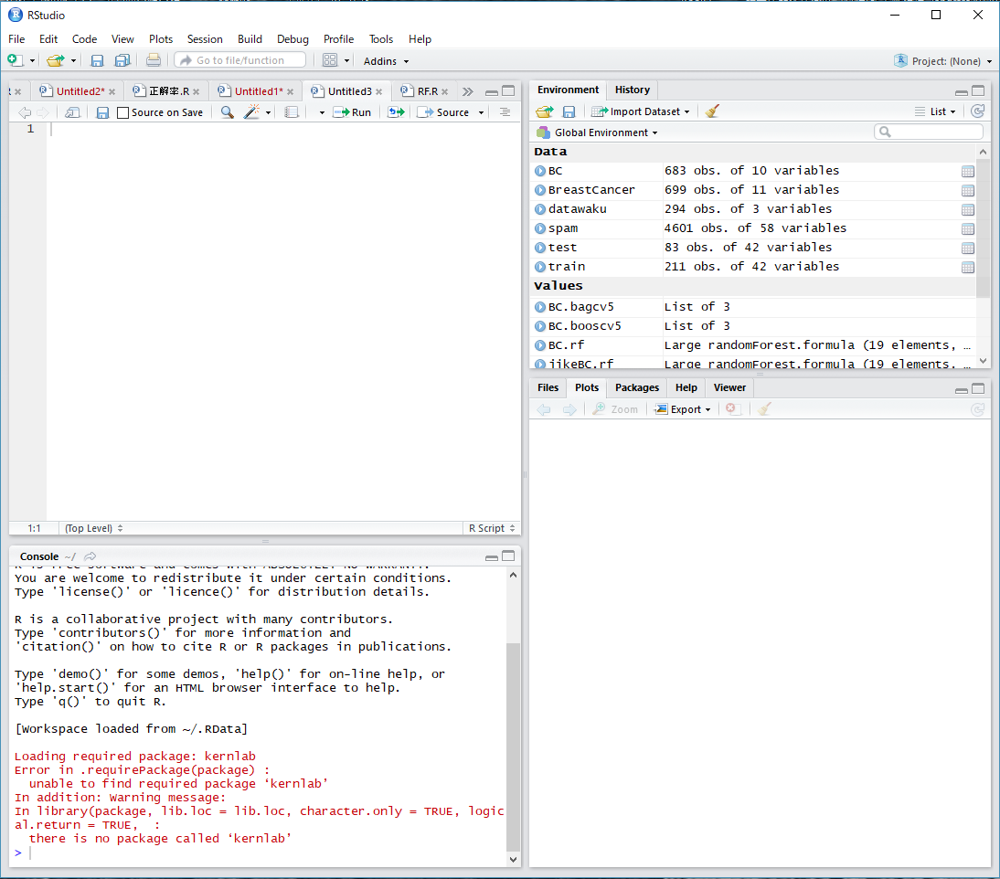 RStudio
File Edit Code View Plots Session Build Debug Profile Tools Help
Go to file/function Addins Project: (None)
Untitled2* 正解率.R Untitled1* Untitled3 RF.R
Source on Save Run Source
1
1:1 (Top Level) R Script
Console ~/
R is free software and comes with ABSOLUTELY NO WARRANTY.
You are welcome to redistribute it under certain conditions.
Type 'license()' or 'licence()' for distribution details.
R is a collaborative project with many contributors.
Type 'contributors()' for more information and
'citation()' on how to cite R or R packages in publications.
Type 'demo()' for some demos, 'help()' for on-line help, or
'help.start()' for an HTML browser interface to help.
Type 'q()' to quit R.
[Workspace loaded from ~/.RData]
Loading required package: kernlab
Error in .requirePackage(package) :
unable to find required package ‘kernlab’
In addition: Warning message:
In library(package, lib.loc = lib.loc, character.only = TRUE, logic
al.return = TRUE,  :
there is no package called ‘kernlab’
>
Environment History
Import Dataset List
Global Environment
Data
BC 683 obs. of 10 variables
BreastCancer 699 obs. of 11 variables
datawaku 294 obs. of 3 variables
spam 4601 obs. of 58 variables
test 83 obs. of 42 variables
train 211 obs. of 42 variables
Values
BC.bagcv5 List of 3
BC.booscv5 List of 3
BC.rf Large randomForest.formula (19 elements, …
jikeBC.rf Large randomForest.formula (19 elements, …
Files Plots Packages Help Viewer
Zoom Export